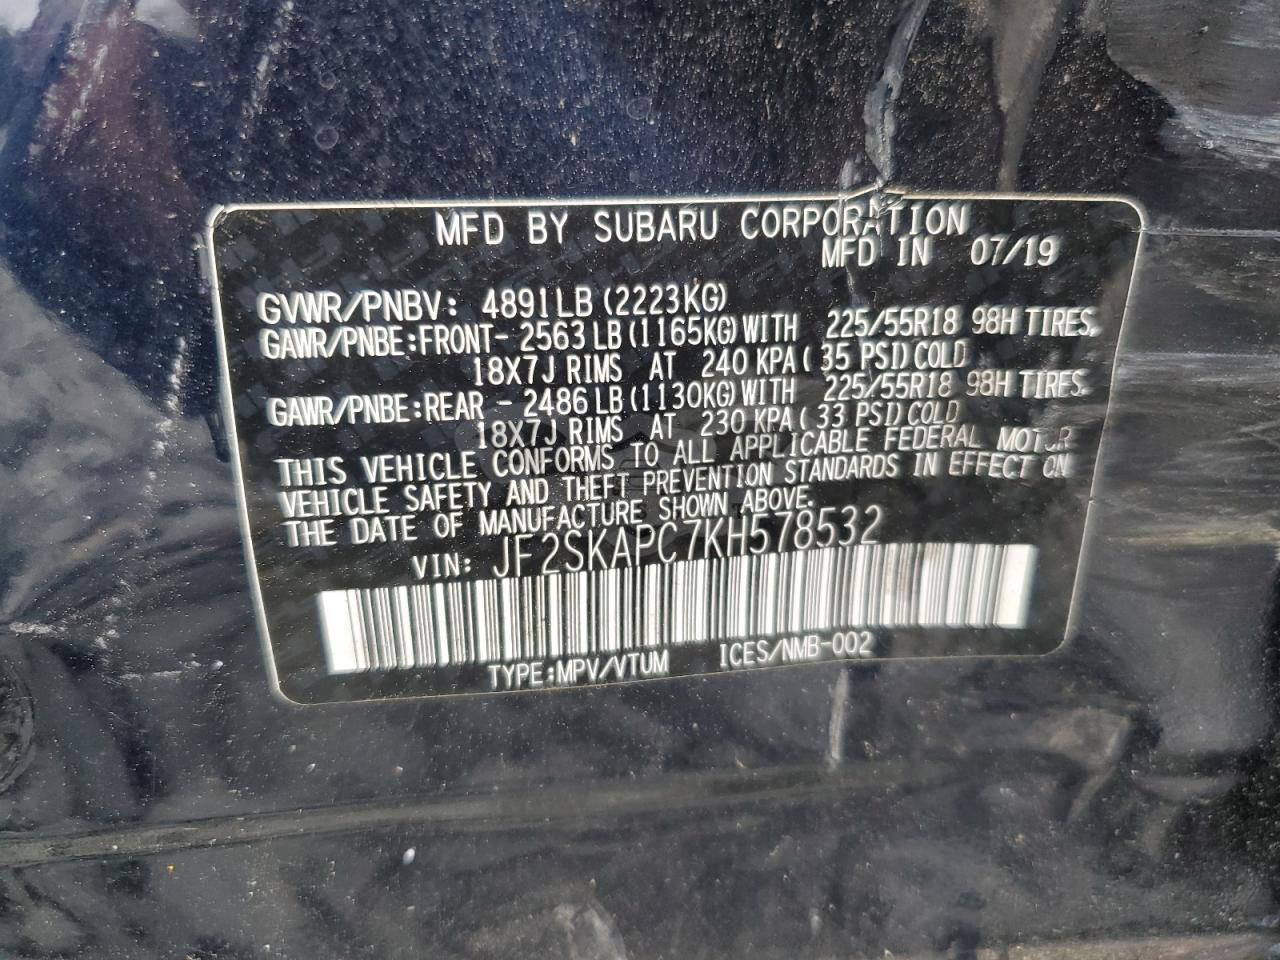 MFD BY SUBARU CORPORATION
MFD IN 07/19
GVWR/PNBV: 4891LB (2223KG)
GAWR/PNBE:FRONT- 2563 LB (1165KG) WITH 225/55R18 98H TIRES,
18X7J RIMS AT 240 KPA ( 35 PSI) COLD
GAWR/PNBE:REAR - 2486 LB (1130KG) WITH 225/55R18 98H TIRES,
18X7J RIMS AT 230 KPA ( 33 PSI) COLD
THIS VEHICLE CONFORMS TO ALL APPLICABLE FEDERAL MOTOR
VEHICLE SAFETY AND THEFT PREVENTION STANDARDS IN EFFECT ON
THE DATE OF MANUFACTURE SHOWN ABOVE.
VIN: JF2SKAPC7KH578532
TYPE:MPV/VTUM ICES/NMB-002